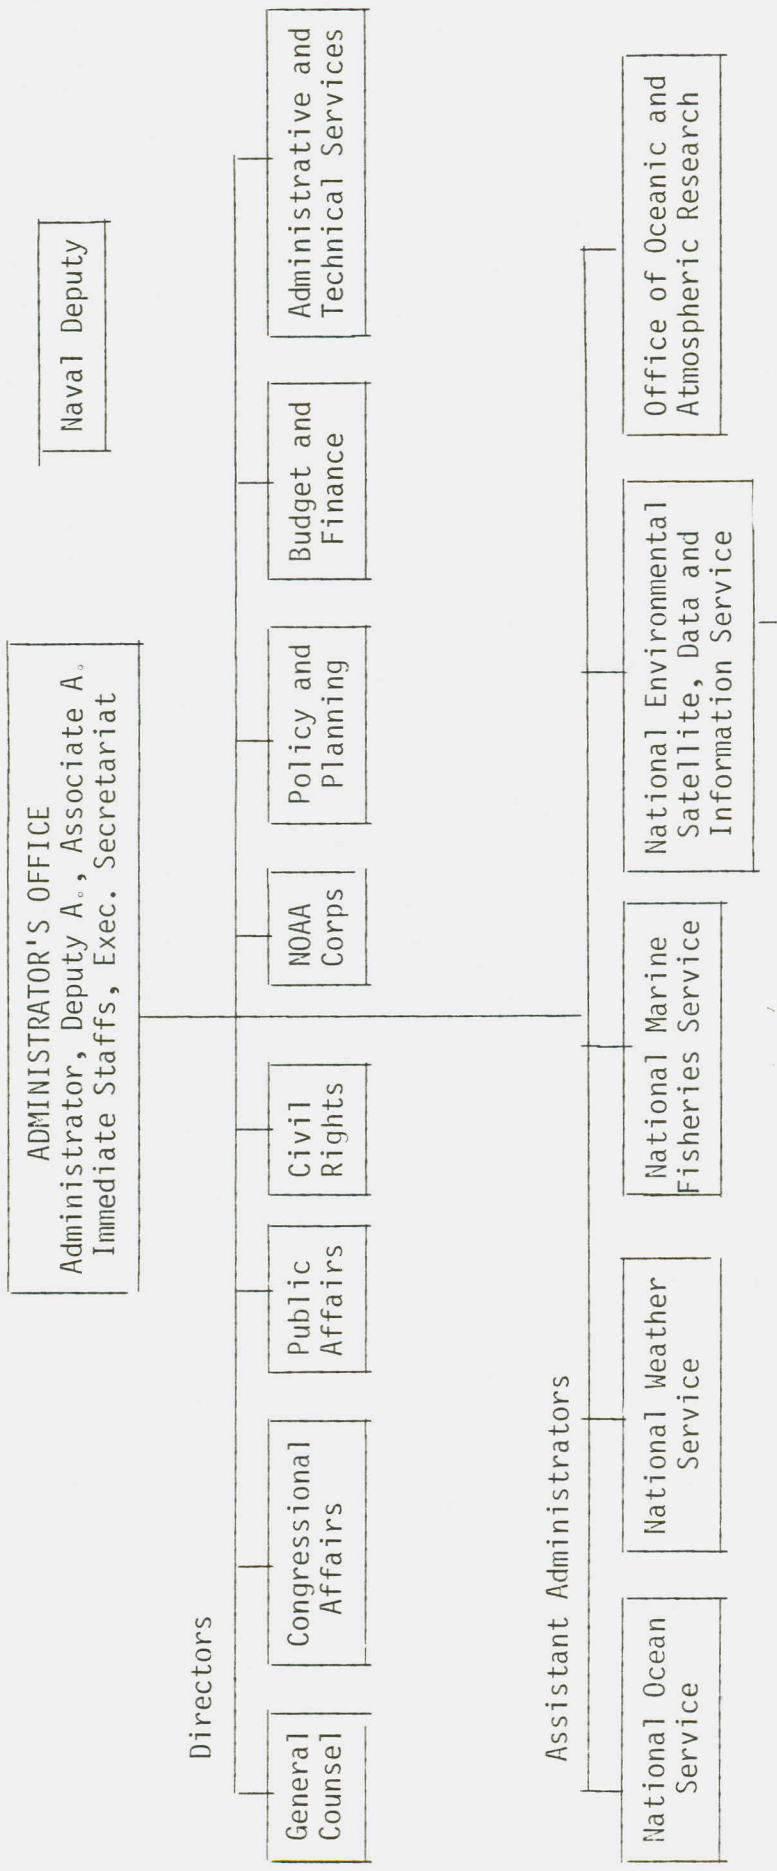 ADMINISTRATOR'S OFFICE
Administrator, Deputy A., Associate A.
Immediate Staffs, Exec. Secretariat
Naval Deputy
Directors
General
Counsel
Congressional
Affairs
Public
Affairs
Civil
Rights
NOAA
Corps
Policy and
Planning
Budget and
Finance
Administrative and
Technical Services
Assistant Administrators
National Ocean
Service
National Weather
Service
National Marine
Fisheries Service
National Environmental
Satellite, Data and
Information Service
Office of Oceanic and
Atmospheric Research